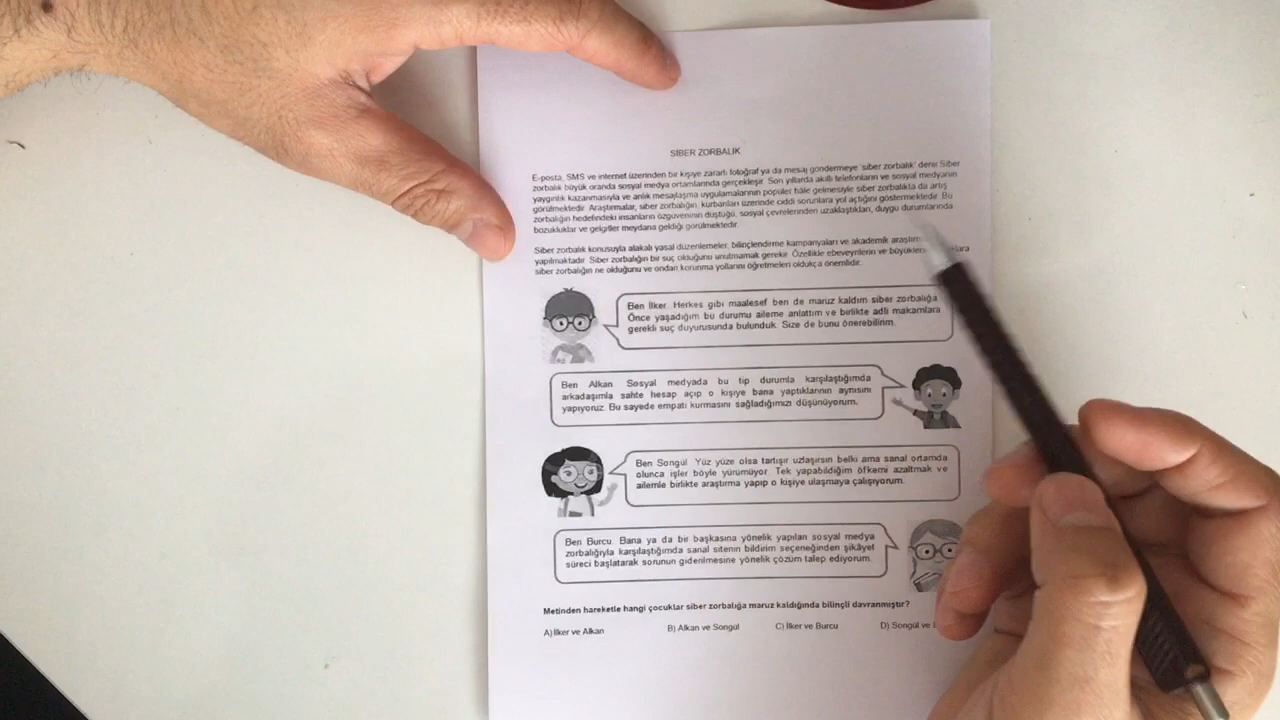 SİBER ZORBALIK
E-posta, SMS ve internet üzerinden bir kişiye zararlı fotoğraf ya da mesaj göndermeye 'siber zorbalık' denir. Siber
zorbalık büyük oranda sosyal medya ortamlarında gerçekleşir. Son yıllarda akıllı telefonların ve sosyal medyanın
yaygınlık kazanmasıyla ve anlık mesajlaşma uygulamalarının popüler hâle gelmesiyle siber zorbalıkta da artış
görülmektedir. Araştırmalar, siber zorbalığın, kurbanları üzerinde ciddi sorunlara yol açtığını göstermektedir. Bu
zorbalığın hedefindeki insanların özgüveninin düştüğü, sosyal çevrelerinden uzaklaştıkları, duygu durumlarında
bozukluklar ve gelgitler meydana geldiği görülmektedir.
Siber zorbalık konusuyla alakalı yasal düzenlemeler, bilinçlendirme kampanyaları ve akademik
yapılmaktadır. Siber zorbalığın bir suç olduğunu unutmamak gerekir. Özellikle ebeveynlerin ve
siber zorbalığın ne olduğunu ve ondan korunma yollarını öğretmeleri oldukça önemlidir.
Ben İlker. Herkes gibi maalesef ben de maruz kaldım siber zorbalığa.
Önce yaşadığım bu durumu aileme anlattım ve birlikte adli makamlara
gerekli suç duyurusunda bulunduk. Size de bunu önerebilirim.
Ben Alkan. Sosyal medyada bu tip durumla karşılaştığımda
arkadaşımla sahte hesap açıp o kişiye bana yaptıklarının aynısını
yapıyoruz. Bu sayede empati kurmasını sağladığımızı düşünüyorum.
Ben Songül. Yüz yüze olsa tartışır uzlaşırsın belki ama sanal ortamda
olunca işler böyle yürümüyor. Tek yapabildiğim öfkemi azaltmak ve
ailemle birlikte araştırma yapıp o kişiye ulaşmaya çalışıyorum.
Ben Burcu. Bana ya da bir başkasına yönelik yapılan sosyal medya
zorbalığıyla karşılaştığımda sanal sitenin bildirim seçeneğinden şikâyet
süreci başlatarak sorunun giderilmesine yönelik çözüm talep ediyorum.
Metinden hareketle hangi çocuklar siber zorbalığa maruz kaldığında bilinçli davranmıştır?
A) İlker ve Alkan B) Alkan ve Songül C) İlker ve Burcu D) Songül ve